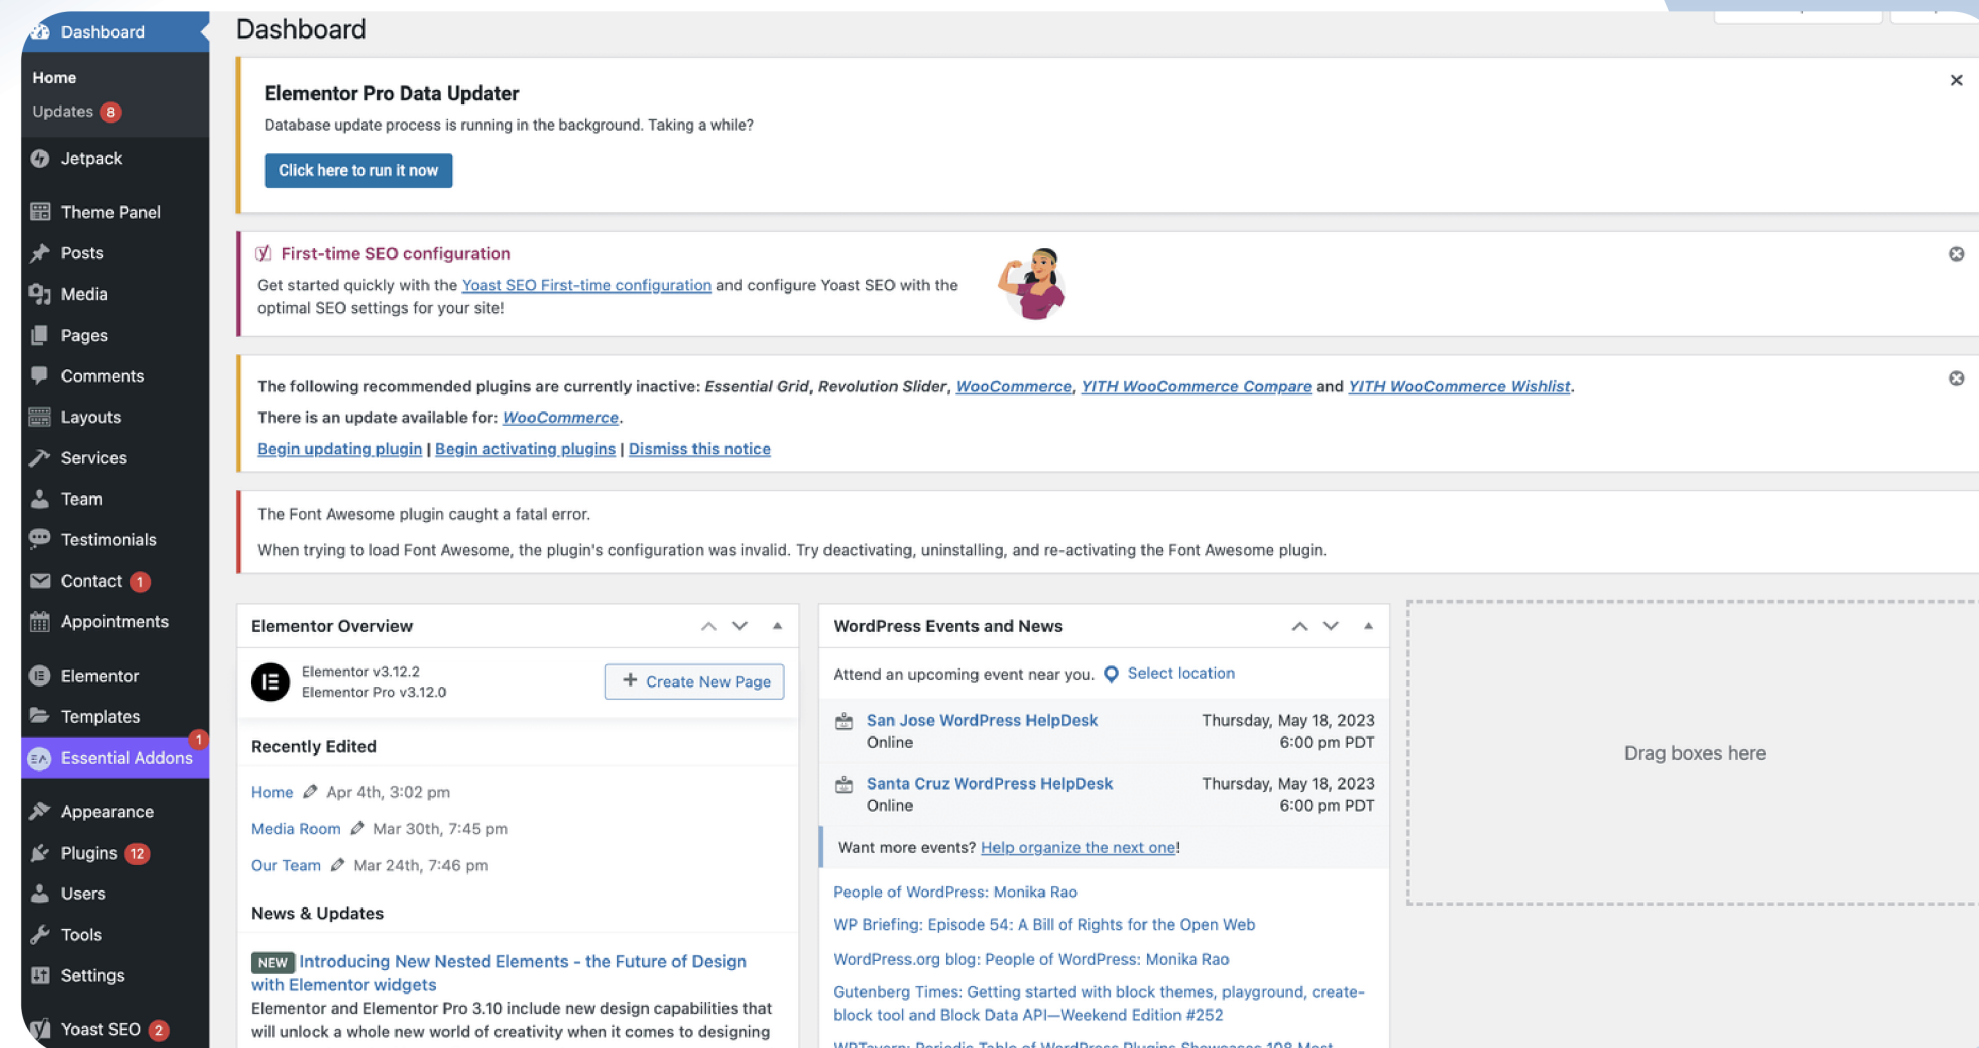 Dashboard
Home
Updates 8
Jetpack
Theme Panel
Posts
Media
Pages
Comments
Layouts
Services
Team
Testimonials
Contact 1
Appointments
Elementor
Templates
Essential Addons 1
Appearance
Plugins 12
Users
Tools
Settings
Yoast SEO 2
Dashboard
Elementor Pro Data Updater
Database update process is running in the background. Taking a while?
Click here to run it now
First-time SEO configuration
Get started quickly with the Yoast SEO First-time configuration and configure Yoast SEO with the
optimal SEO settings for your site!
The following recommended plugins are currently inactive: Essential Grid, Revolution Slider, WooCommerce, YITH WooCommerce Compare and YITH WooCommerce Wishlist.
There is an update available for: WooCommerce.
Begin updating plugin | Begin activating plugins | Dismiss this notice
The Font Awesome plugin caught a fatal error.
When trying to load Font Awesome, the plugin's configuration was invalid. Try deactivating, uninstalling, and re-activating the Font Awesome plugin.
Elementor Overview
Elementor v3.12.2
Elementor Pro v3.12.0
+ Create New Page
Recently Edited
Home Apr 4th, 3:02 pm
Media Room Mar 30th, 7:45 pm
Our Team Mar 24th, 7:46 pm
News & Updates
NEW Introducing New Nested Elements - the Future of Design
with Elementor widgets
Elementor and Elementor Pro 3.10 include new design capabilities that
will unlock a whole new world of creativity when it comes to designing
WordPress Events and News
Attend an upcoming event near you. Select location
San Jose WordPress HelpDesk Thursday, May 18, 2023
Online 6:00 pm PDT
Santa Cruz WordPress HelpDesk Thursday, May 18, 2023
Online 6:00 pm PDT
Want more events? Help organize the next one!
People of WordPress: Monika Rao
WP Briefing: Episode 54: A Bill of Rights for the Open Web
WordPress.org blog: People of WordPress: Monika Rao
Gutenberg Times: Getting started with block themes, playground, create-
block tool and Block Data API—Weekend Edition #252
WPTavern: Periodic Table of WordPress Plugins Showcases 108 Most
Drag boxes here